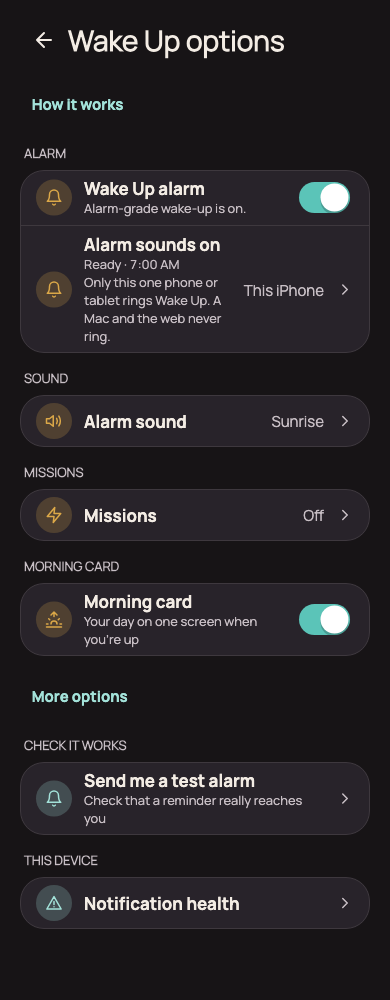 Wake Up options
How it works
ALARM
Wake Up alarm
Alarm-grade wake-up is on.
Alarm sounds on
Ready · 7:00 AM
Only this one phone or
tablet rings Wake Up. A
Mac and the web never
ring.
This iPhone
SOUND
Alarm sound
Sunrise
MISSIONS
Missions
Off
MORNING CARD
Morning card
Your day on one screen when
you're up
More options
CHECK IT WORKS
Send me a test alarm
Check that a reminder really reaches
you
THIS DEVICE
Notification health